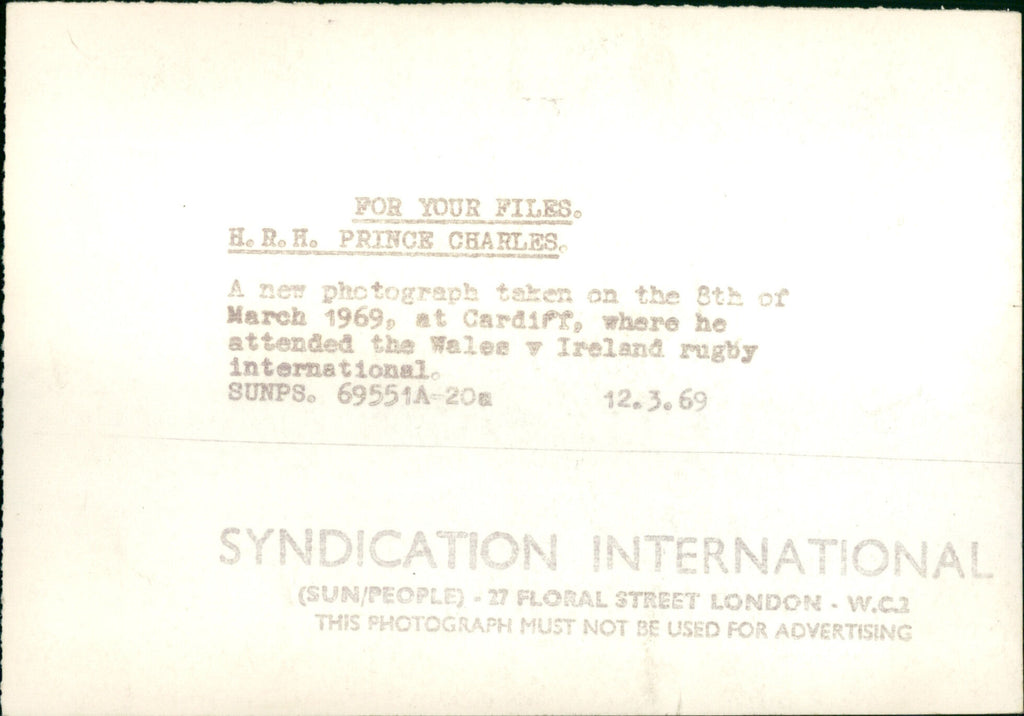 FOR YOUR FILES.
H.R.H. PRINCE CHARLES.
A new photograph taken on the 8th of
March 1969, at Cardiff, where he
attended the Wales v Ireland rugby
international.
SUNPS. 69551A-20a 12.3.69
SYNDICATION INTERNATIONAL
(SUN/PEOPLE) - 27 FLORAL STREET LONDON - W.C.2
THIS PHOTOGRAPH MUST NOT BE USED FOR ADVERTISING